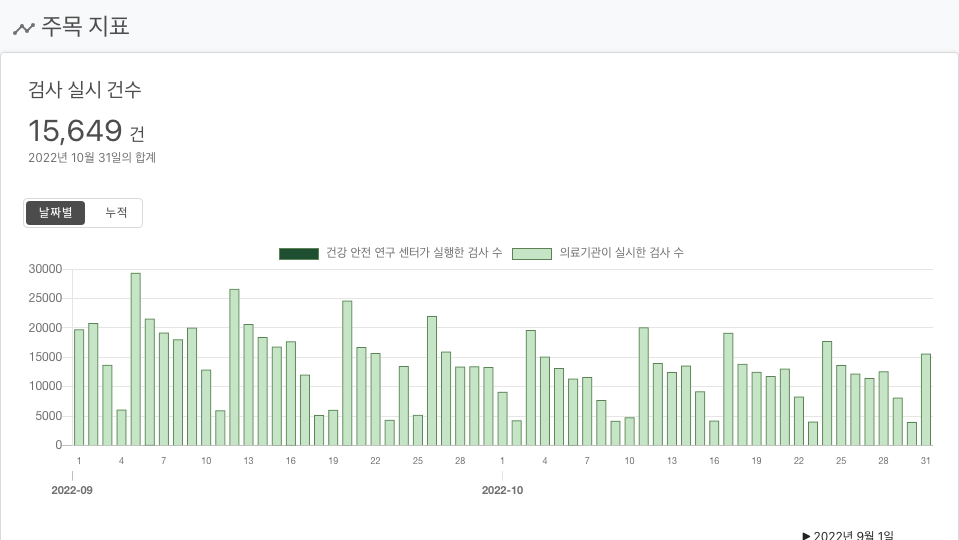 주목 지표
검사 실시 건수
15,649 건
2022년 10월 31일의 합계
날짜별 누적
건강 안전 연구 센터가 실행한 검사 수 의료기관이 실시한 검사 수
30000
25000
20000
15000
10000
5000
0
1 4 7 10 13 16 19 22 25 28 1 4 7 10 13 16 19 22 25 28 31
2022-09 2022-10
▶ 2022년 9월 1일